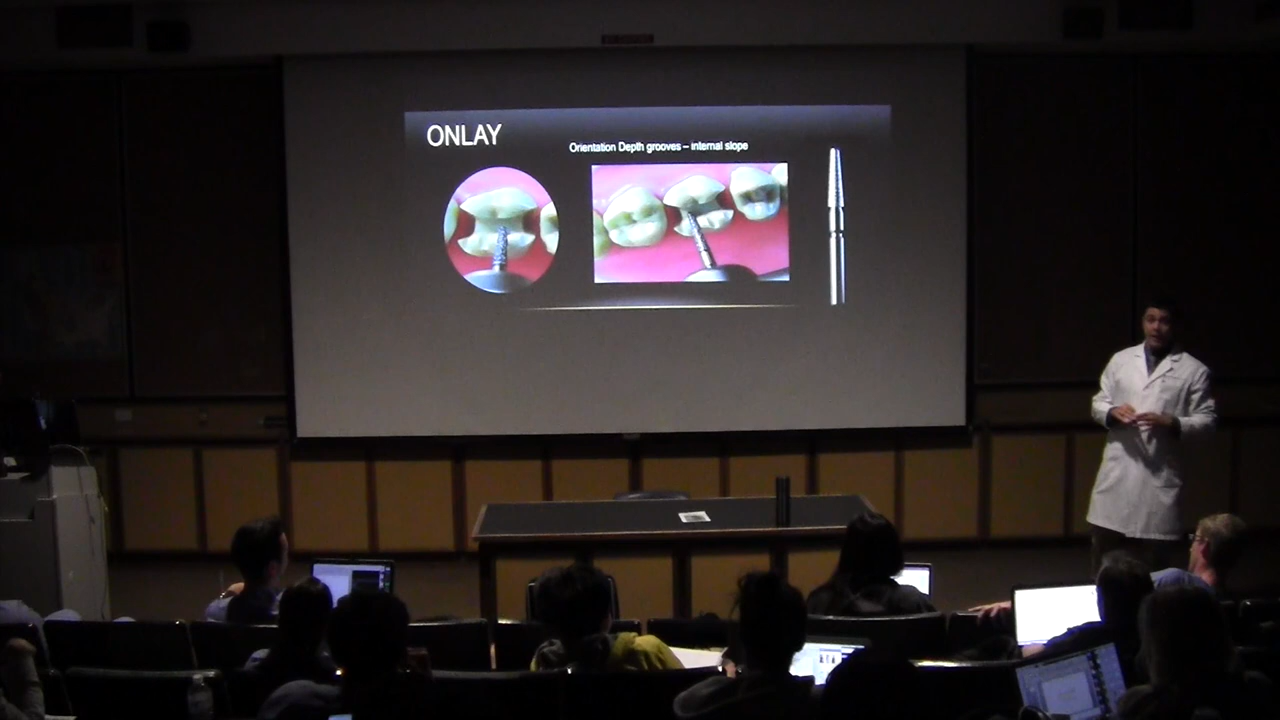 ONLAY
Orientation Depth grooves – internal slope